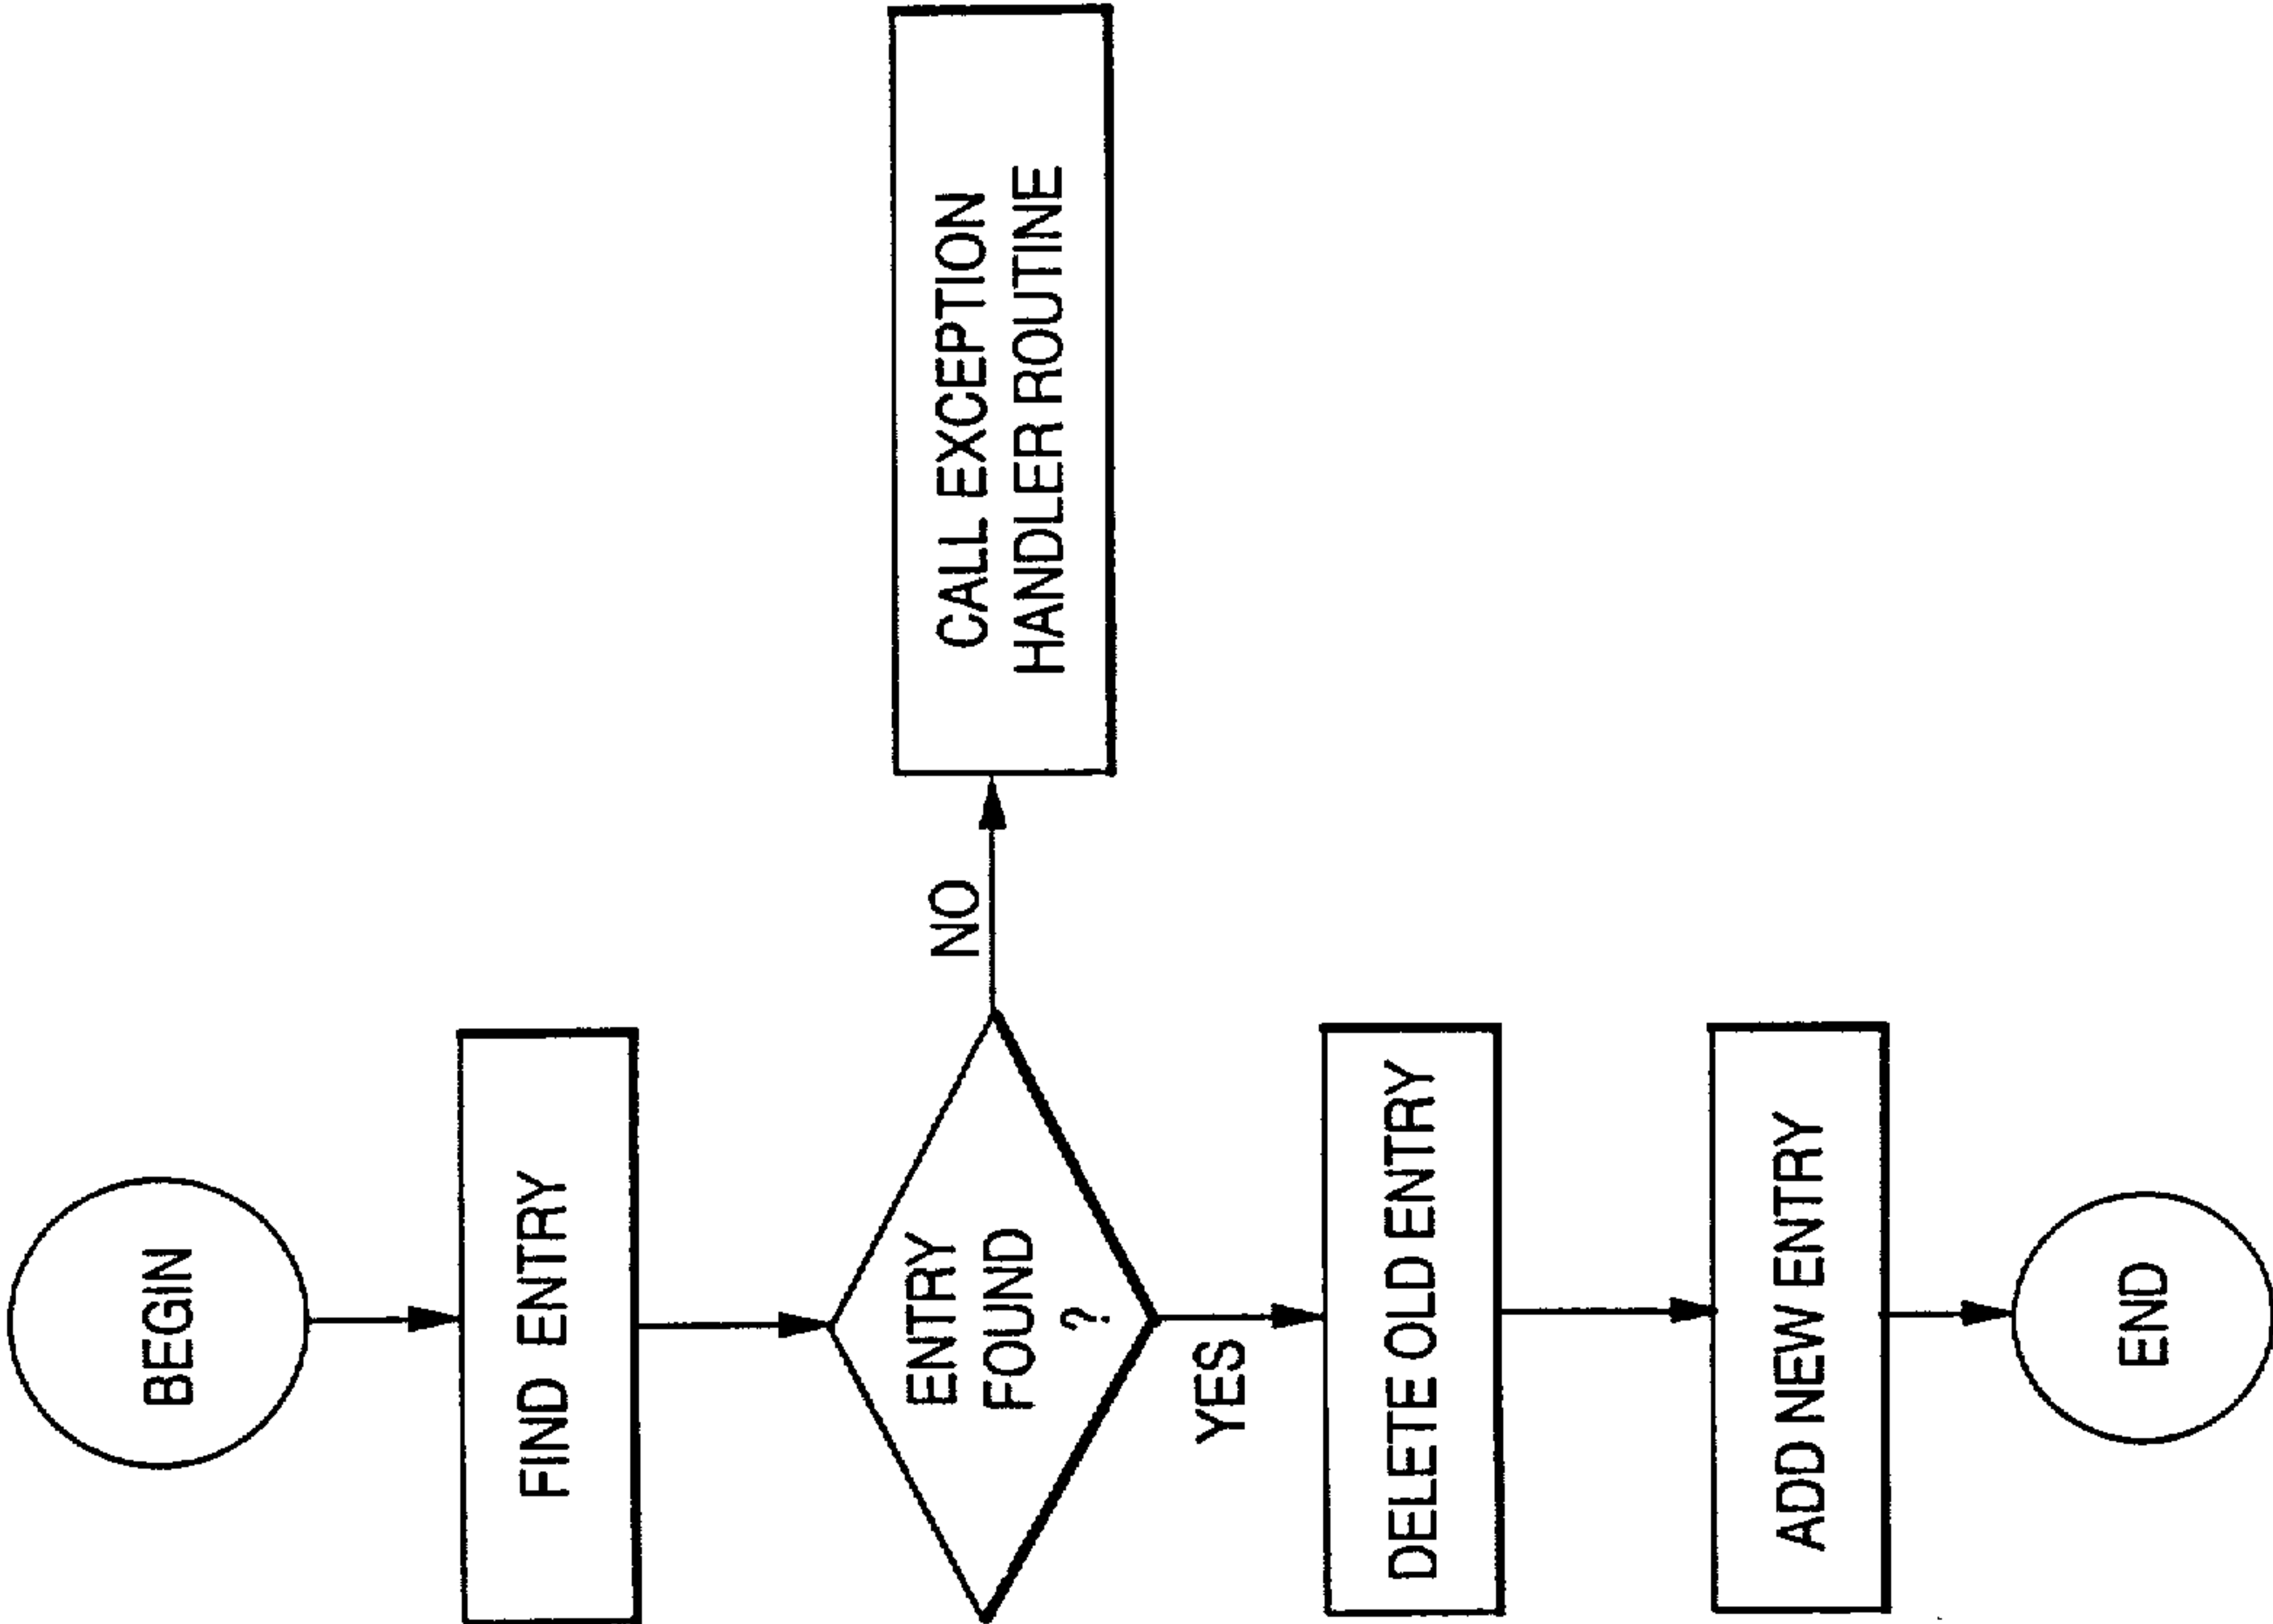 BEGIN
FIND ENTRY
ENTRY
FOUND
?
NO
CALL EXCEPTION
HANDLER ROUTINE
YES
DELETE OLD ENTRY
ADD NEW ENTRY
END